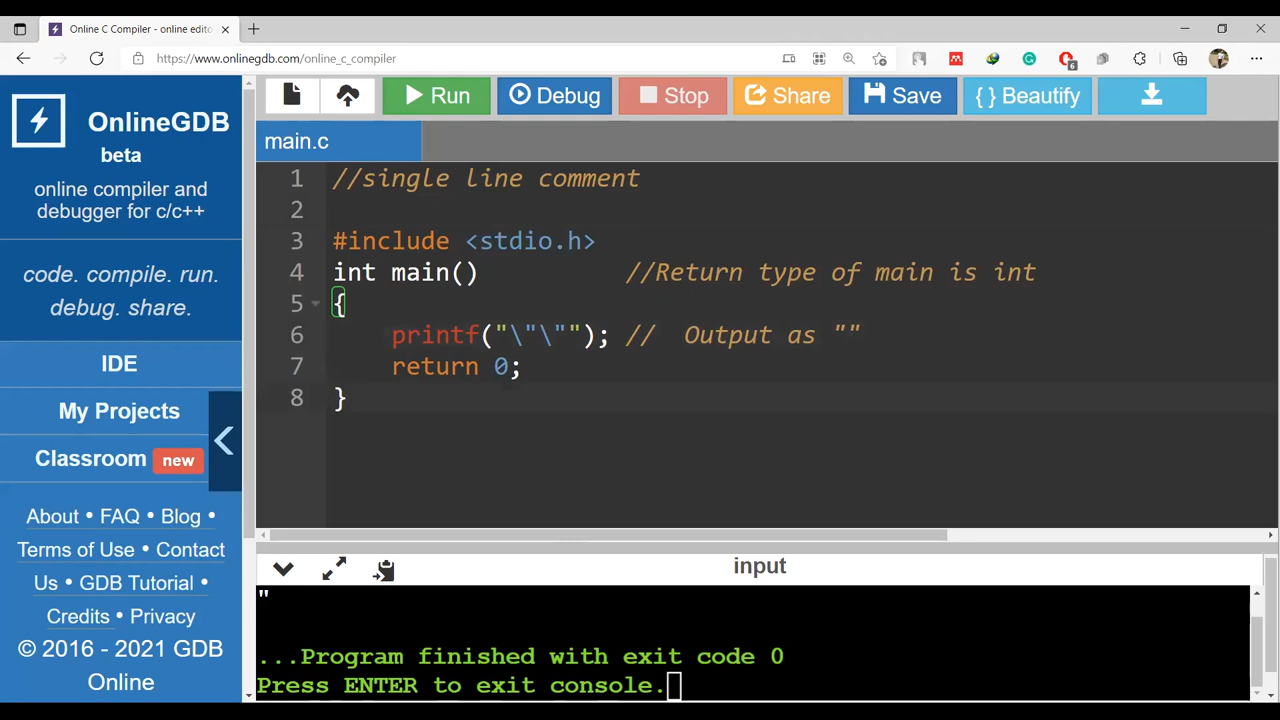 Online C Compiler - online edito
https://www.onlinegdb.com/online_c_compiler
6
OnlineGDB
beta
online compiler and
debugger for c/c++
code. compile. run.
debug. share.
IDE
My Projects
Classroom new
About • FAQ • Blog •
Terms of Use • Contact
Us • GDB Tutorial •
Credits • Privacy
© 2016 - 2021 GDB
Online
Run Debug Stop Share Save { } Beautify
main.c
1 //single line comment
2
3 #include <stdio.h>
4 int main() //Return type of main is int
5 {
6 printf("\"\""); // Output as ""
7 return 0;
8 }
input
"
...Program finished with exit code 0
Press ENTER to exit console.